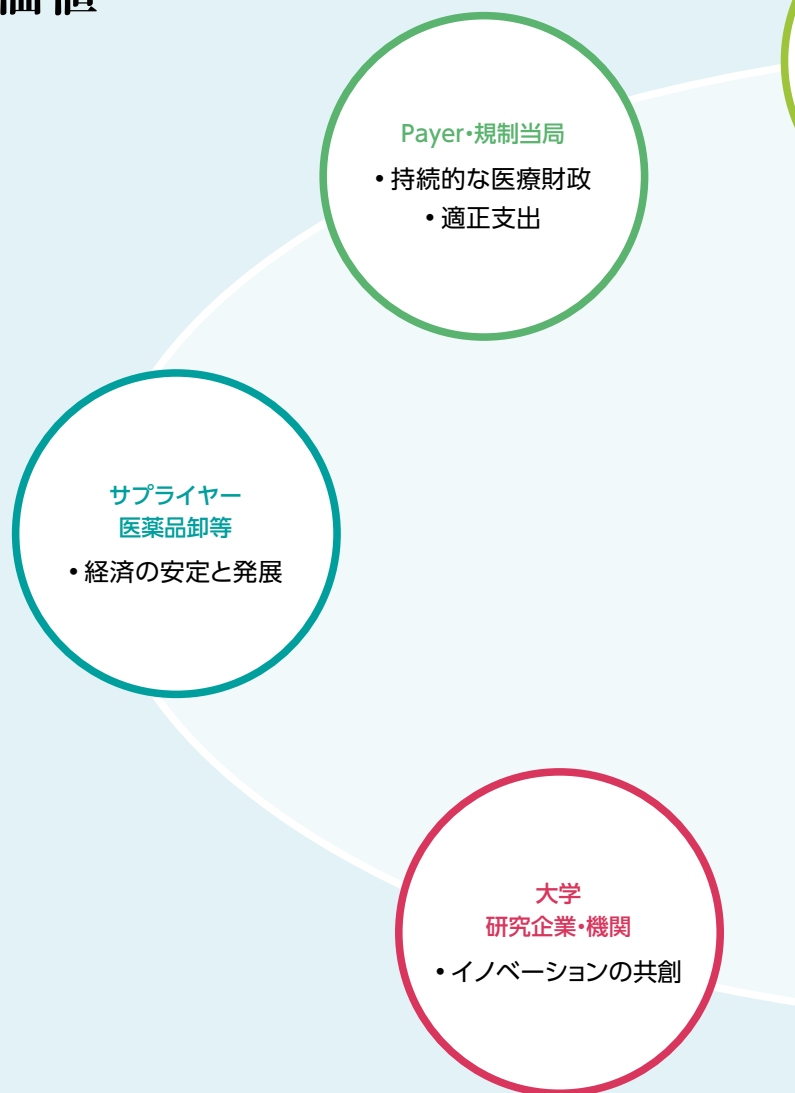 価値
Payer・規制当局
• 持続的な医療財政
• 適正支出
サプライヤー
医薬品卸等
• 経済の安定と発展
大学
研究企業・機関
• イノベーションの共創